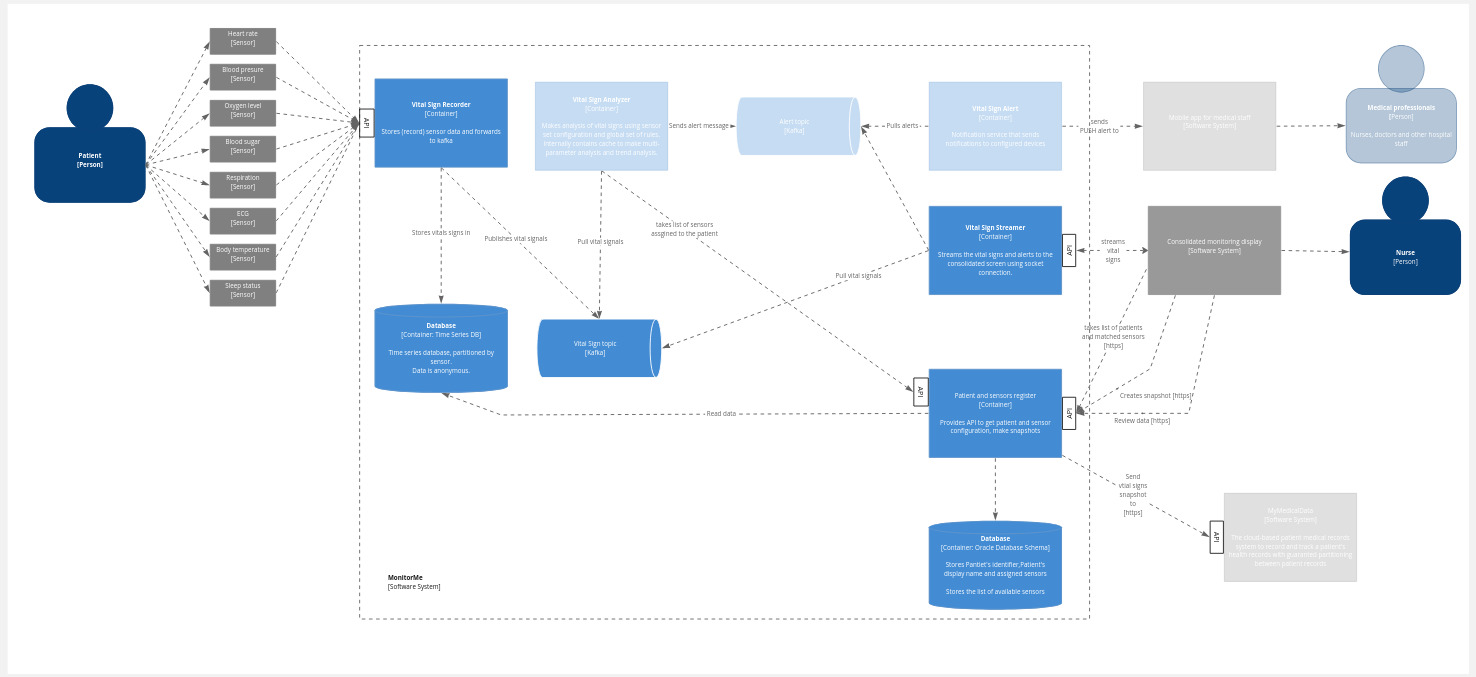 Patient
[Person]
Heart rate
[Sensor]
Blood presure
[Sensor]
Oxygen level
[Sensor]
Blood sugar
[Sensor]
Respiration
[Sensor]
ECG
[Sensor]
Body temperature
[Sensor]
Sleep status
[Sensor]
API
Vital Sign Recorder
[Container]
Stores (record) sensor data and forwards
to kafka
Vital Sign Analyzer
[Container]
Makes analysis of vital signs using sensor
set configuration and global set of rules.
Internally contains cache to make multi-
parameter analysis and trend analysis.
Sends alert message
Alert topic
[Kafka]
Pulls alerts
Vital Sign Alert
[Container]
Notification service that sends
notifications to configured devices
sends
PUSH alert to
Mobile app for medical staff
[Software System]
Medical professionals
[Person]
Nurses, doctors and other hospital
staff
Stores vitals signs in
Publishes vital signals
Pull vital signals
takes list of sensors
assgined to the patient
Pull vital signals
Vital Sign Streamer
[Container]
Streams the vital signs and alerts to the
consolidated screen using socket
connection.
API
streams
vital
signs
Consolidated monitoring display
[Software System]
Nurse
[Person]
Database
[Container: Time Series DB]
Time series database, partitioned by
sensor.
Data is anonymous.
Vital Sign topic
[Kafka]
takes list of patients
and matched sensors
[https]
API
Patient and sensors register
[Container]
Provides API to get patient and sensor
configuration, make snapshots
API
Creates snapshot [https]
Review data [https]
Read data
Send
vtial signs
snapshot
to
[https]
API
MyMedicalData
[Software System]
The cloud-based patient medical records
system to record and track a patient's
health records with guaranteed partitioning
between patient records
Database
[Container: Oracle Database Schema]
Stores Pantiet's identifier,Patient's
display name and assigned sensors
Stores the list of available sensors
MonitorMe
[Software System]